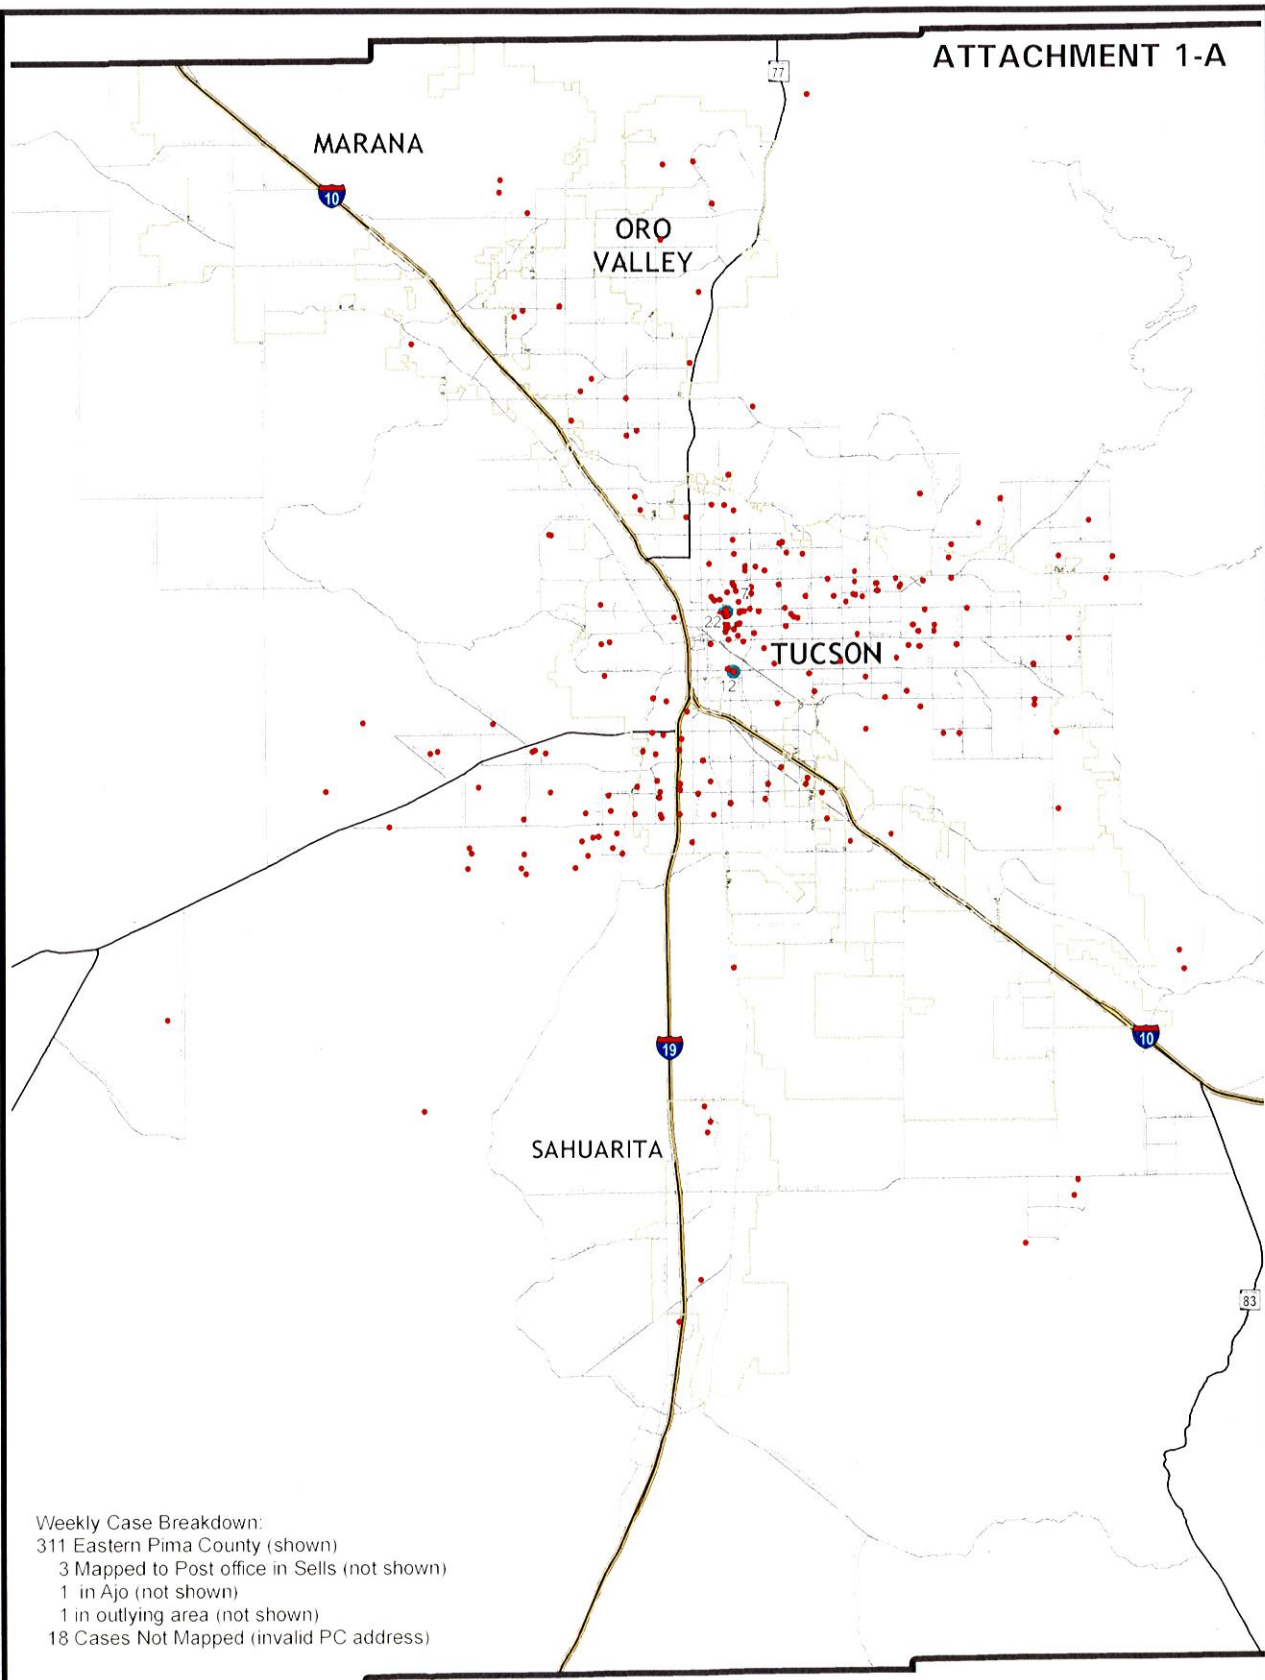 ATTACHMENT 1-A
77
MARANA
10
ORO
VALLEY
7
22
TUCSON
12
19
10
SAHUARITA
83
Weekly Case Breakdown:
311 Eastern Pima County (shown)
3 Mapped to Post office in Sells (not shown)
1 in Ajo (not shown)
1 in outlying area (not shown)
18 Cases Not Mapped (invalid PC address)